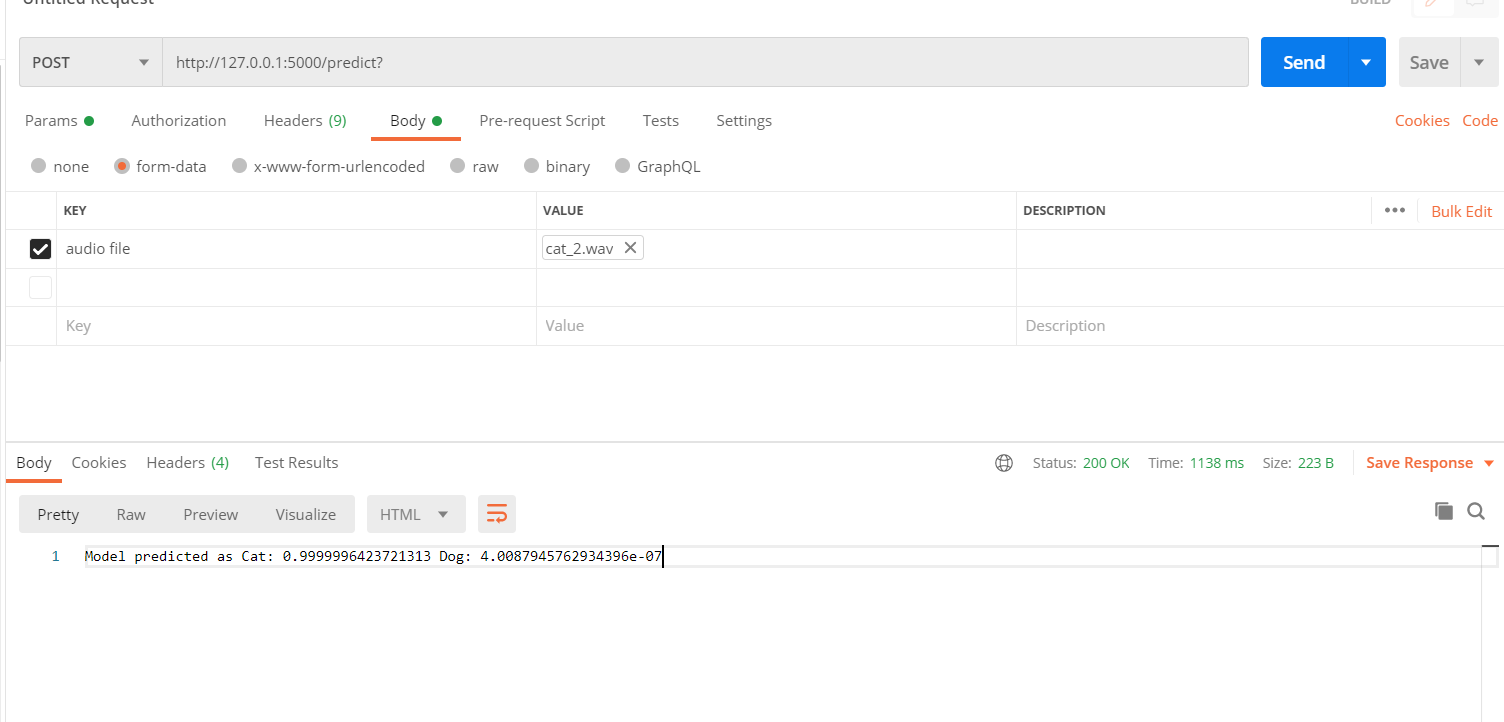 Untitled Request BUILD
POST http://127.0.0.1:5000/predict? Send Save
Params Authorization Headers (9) Body Pre-request Script Tests Settings Cookies Code
none form-data x-www-form-urlencoded raw binary GraphQL
KEY VALUE DESCRIPTION ••• Bulk Edit
audio file cat_2.wav
Key Value Description
Body Cookies Headers (4) Test Results Status: 200 OK Time: 1138 ms Size: 223 B Save Response
Pretty Raw Preview Visualize HTML
1 Model predicted as Cat: 0.9999996423721313 Dog: 4.0087945762934396e-07